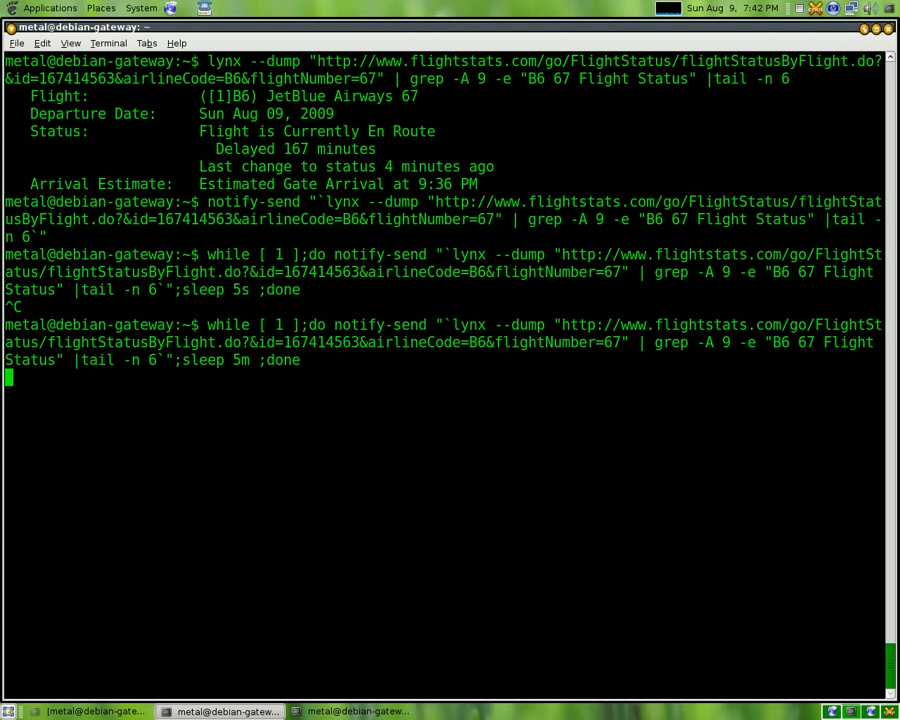 Applications Places System Sun Aug 9, 7:42 PM
metal@debian-gateway: ~
File Edit View Terminal Tabs Help
metal@debian-gateway:~$ lynx --dump "http://www.flightstats.com/go/FlightStatus/flightStatusByFlight.do?
&id=167414563&airlineCode=B6&flightNumber=67" | grep -A 9 -e "B6 67 Flight Status" |tail -n 6
Flight: ([1]B6) JetBlue Airways 67
Departure Date: Sun Aug 09, 2009
Status: Flight is Currently En Route
Delayed 167 minutes
Last change to status 4 minutes ago
Arrival Estimate: Estimated Gate Arrival at 9:36 PM
metal@debian-gateway:~$ notify-send "`lynx --dump "http://www.flightstats.com/go/FlightStatus/flightStat
usByFlight.do?&id=167414563&airlineCode=B6&flightNumber=67" | grep -A 9 -e "B6 67 Flight Status" |tail -
n 6`"
metal@debian-gateway:~$ while [ 1 ];do notify-send "`lynx --dump "http://www.flightstats.com/go/FlightSt
atus/flightStatusByFlight.do?&id=167414563&airlineCode=B6&flightNumber=67" | grep -A 9 -e "B6 67 Flight
Status" |tail -n 6`";sleep 5s ;done
^C
metal@debian-gateway:~$ while [ 1 ];do notify-send "`lynx --dump "http://www.flightstats.com/go/FlightSt
atus/flightStatusByFlight.do?&id=167414563&airlineCode=B6&flightNumber=67" | grep -A 9 -e "B6 67 Flight
Status" |tail -n 6`";sleep 5m ;done
[metal@debian-gate... metal@debian-gatew... metal@debian-gatew...